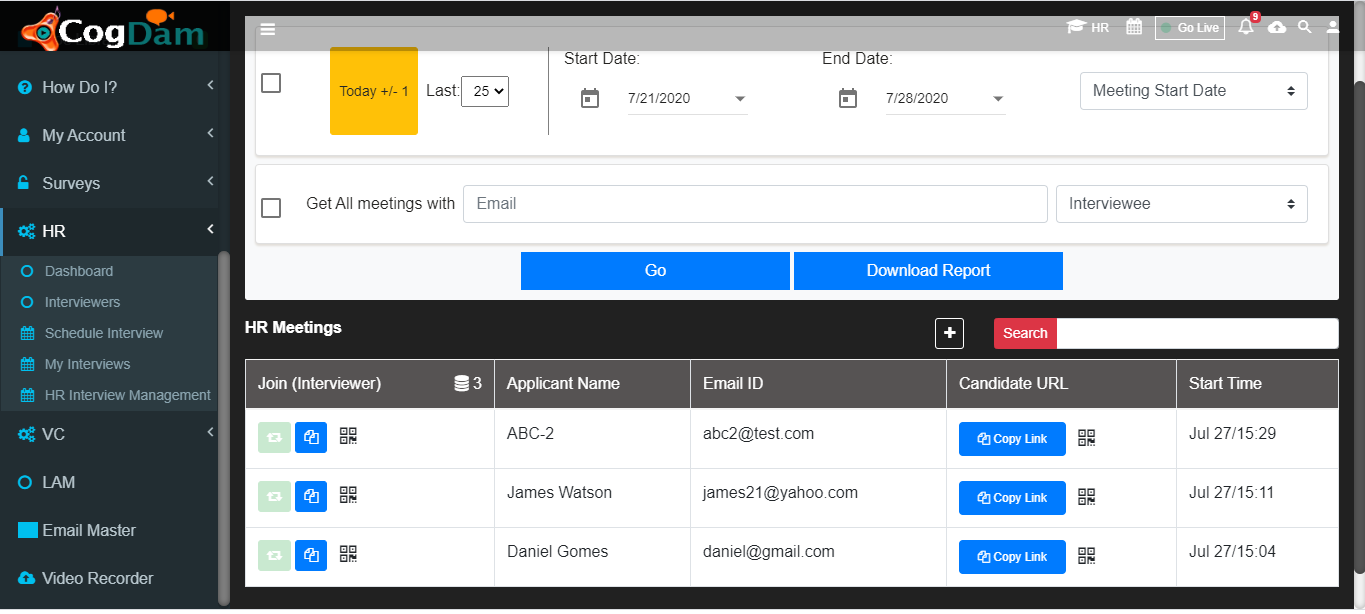 CogDam
HR
Go Live
9
How Do I?
My Account
Surveys
HR
Dashboard
Interviewers
Schedule Interview
My Interviews
HR Interview Management
VC
LAM
Email Master
Video Recorder
Today +/- 1
Last: 25
Start Date:
7/21/2020
End Date:
7/28/2020
Meeting Start Date
Get All meetings with
Email
Interviewee
Go
Download Report
HR Meetings
+
Search
Join (Interviewer) 3 Applicant Name Email ID Candidate URL Start Time
ABC-2 abc2@test.com Copy Link Jul 27/15:29
James Watson james21@yahoo.com Copy Link Jul 27/15:11
Daniel Gomes daniel@gmail.com Copy Link Jul 27/15:04